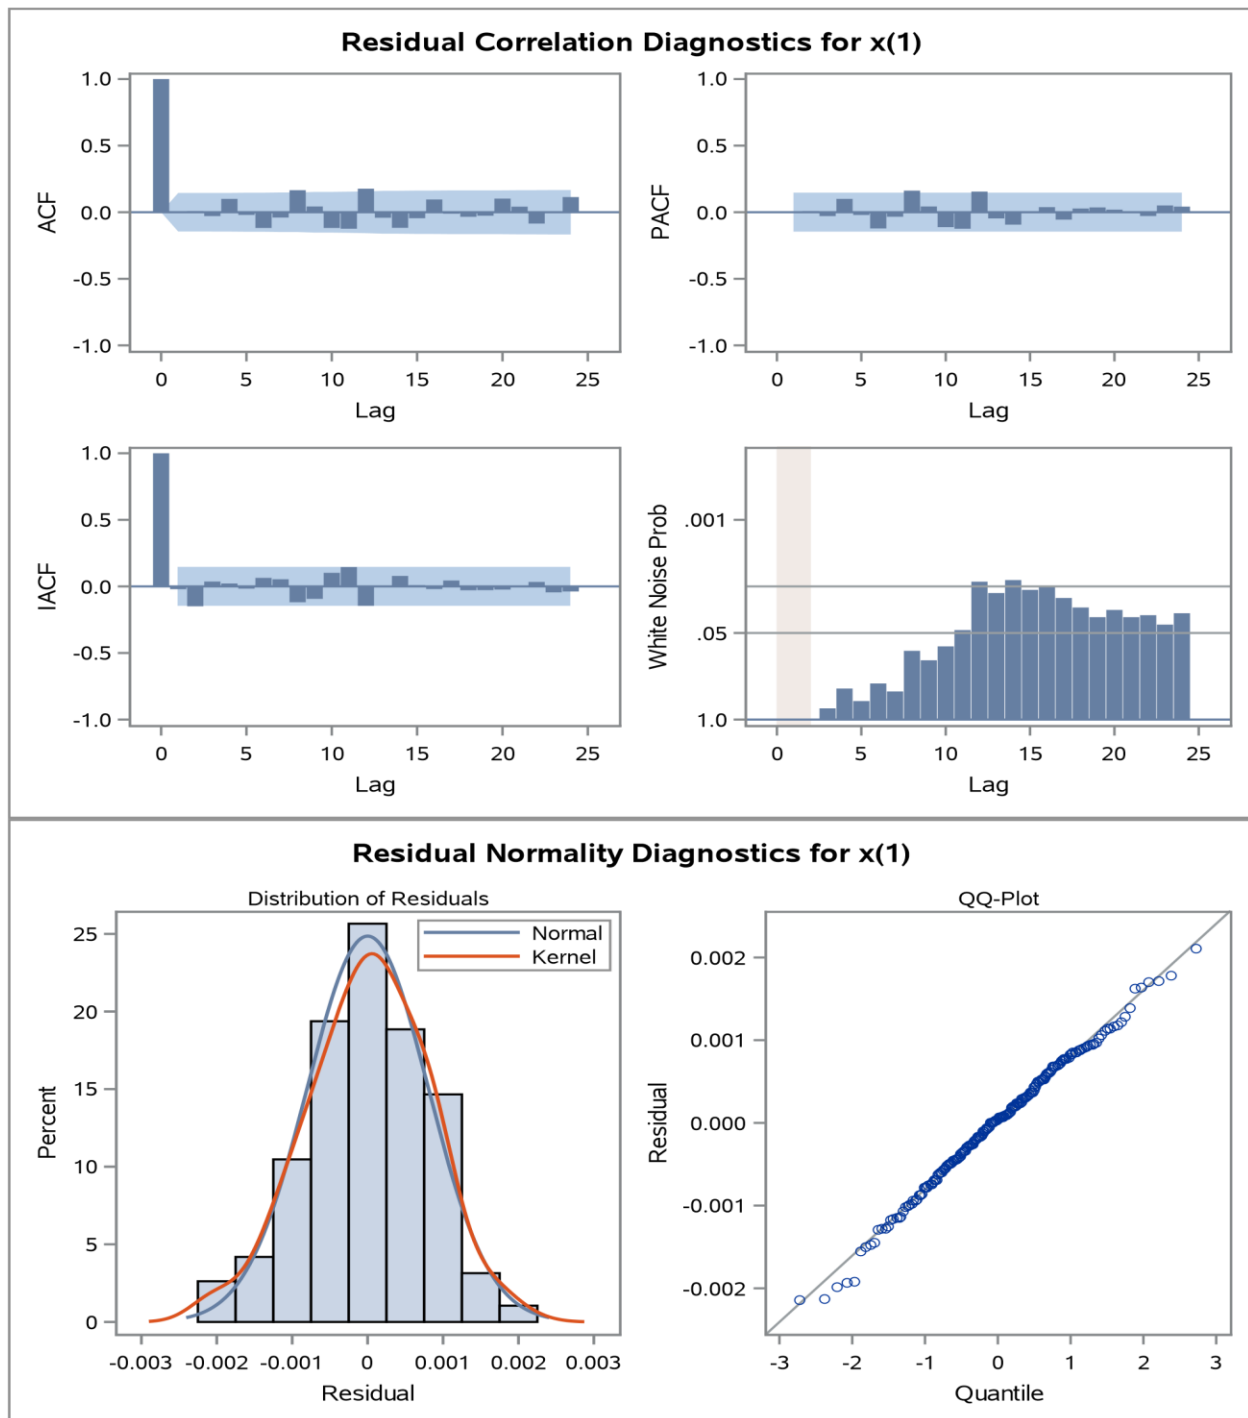 Residual Correlation Diagnostics for x(1)
1.0
0.5
0.0
-0.5
-1.0
ACF
0 5 10 15 20 25
Lag
1.0
0.5
0.0
-0.5
-1.0
PACF
0 5 10 15 20 25
Lag
1.0
0.5
0.0
-0.5
-1.0
IACF
0 5 10 15 20 25
Lag
.001
.05
1.0
White Noise Prob
0 5 10 15 20 25
Lag
Residual Normality Diagnostics for x(1)
Distribution of Residuals
Normal
Kernel
25
20
15
10
5
0
Percent
-0.003 -0.002 -0.001 0 0.001 0.002 0.003
Residual
QQ-Plot
0.002
0.001
0.000
-0.001
-0.002
Residual
-3 -2 -1 0 1 2 3
Quantile